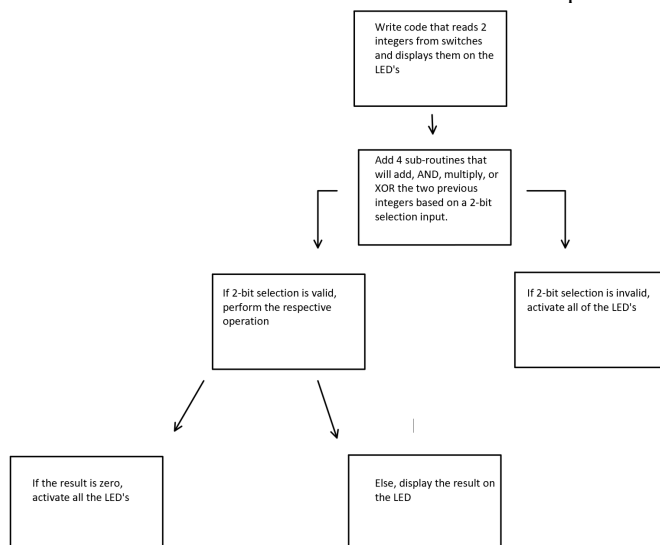 Write code that reads 2
integers from switches
and displays them on the
LED's
Add 4 sub-routines that
will add, AND, multiply, or
XOR the two previous
integers based on a 2-bit
selection input.
If 2-bit selection is valid,
perform the respective
operation
If 2-bit selection is invalid,
activate all of the LED's
If the result is zero,
activate all the LED's
Else, display the result on
the LED